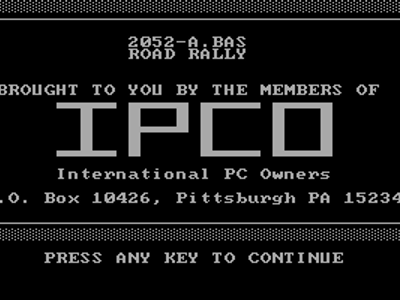 2052-A.BAS
ROAD RALLY
BROUGHT TO YOU BY THE MEMBERS OF
IPCO
International PC Owners
.O. Box 10426, Pittsburgh PA 15234
PRESS ANY KEY TO CONTINUE